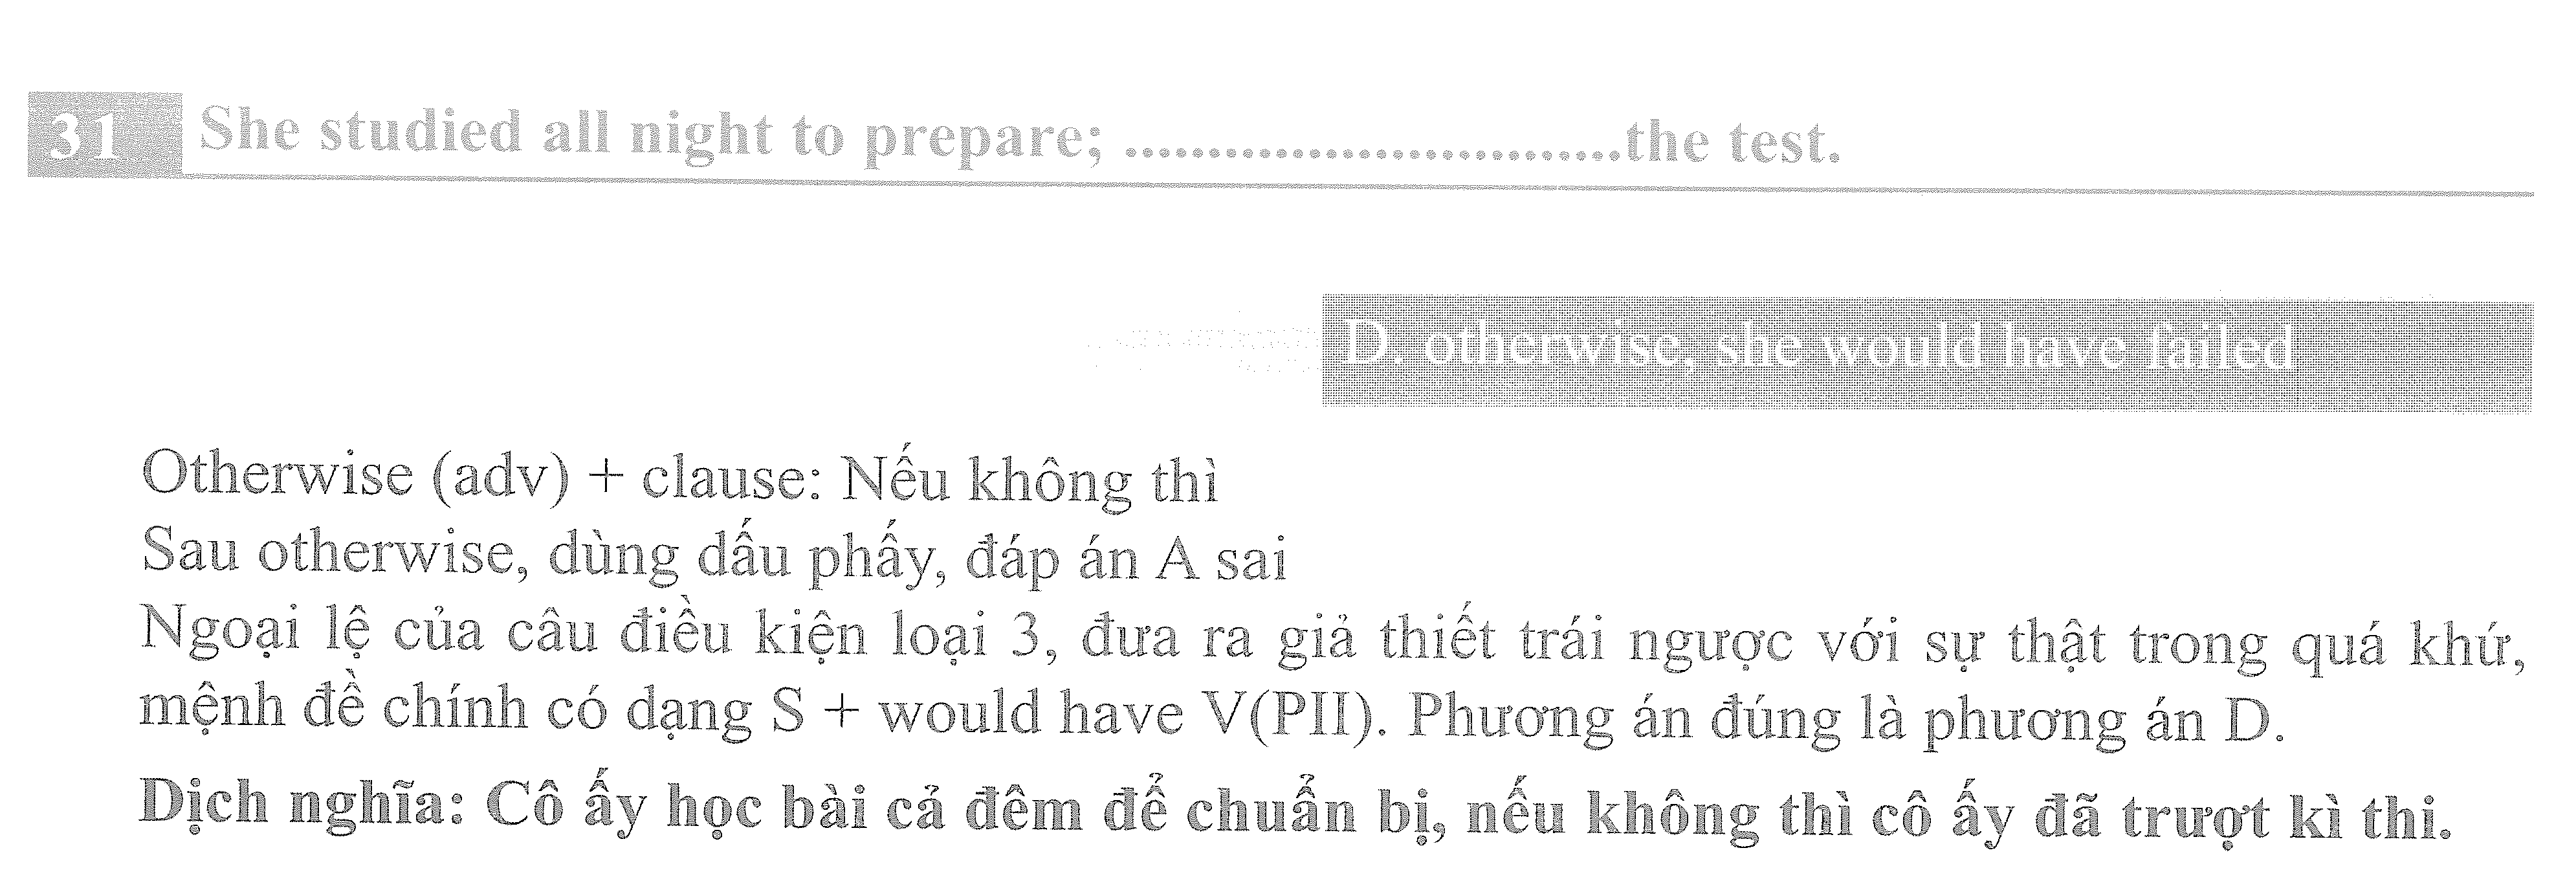 31 She studied all night to prepare; ..............................the test.
D. otherwise, she would have failed
Otherwise (adv) + clause: Nếu không thì
Sau otherwise, dùng dấu phẩy, đáp án A sai
Ngoại lệ của câu điều kiện loại 3, đưa ra giả thiết trái ngược với sự thật trong quá khứ,
mệnh đề chính có dạng S + would have V(PII). Phương án đúng là phương án D.
Dịch nghĩa: Cô ấy học bài cả đêm để chuẩn bị, nếu không thì cô ấy đã trượt kì thi.